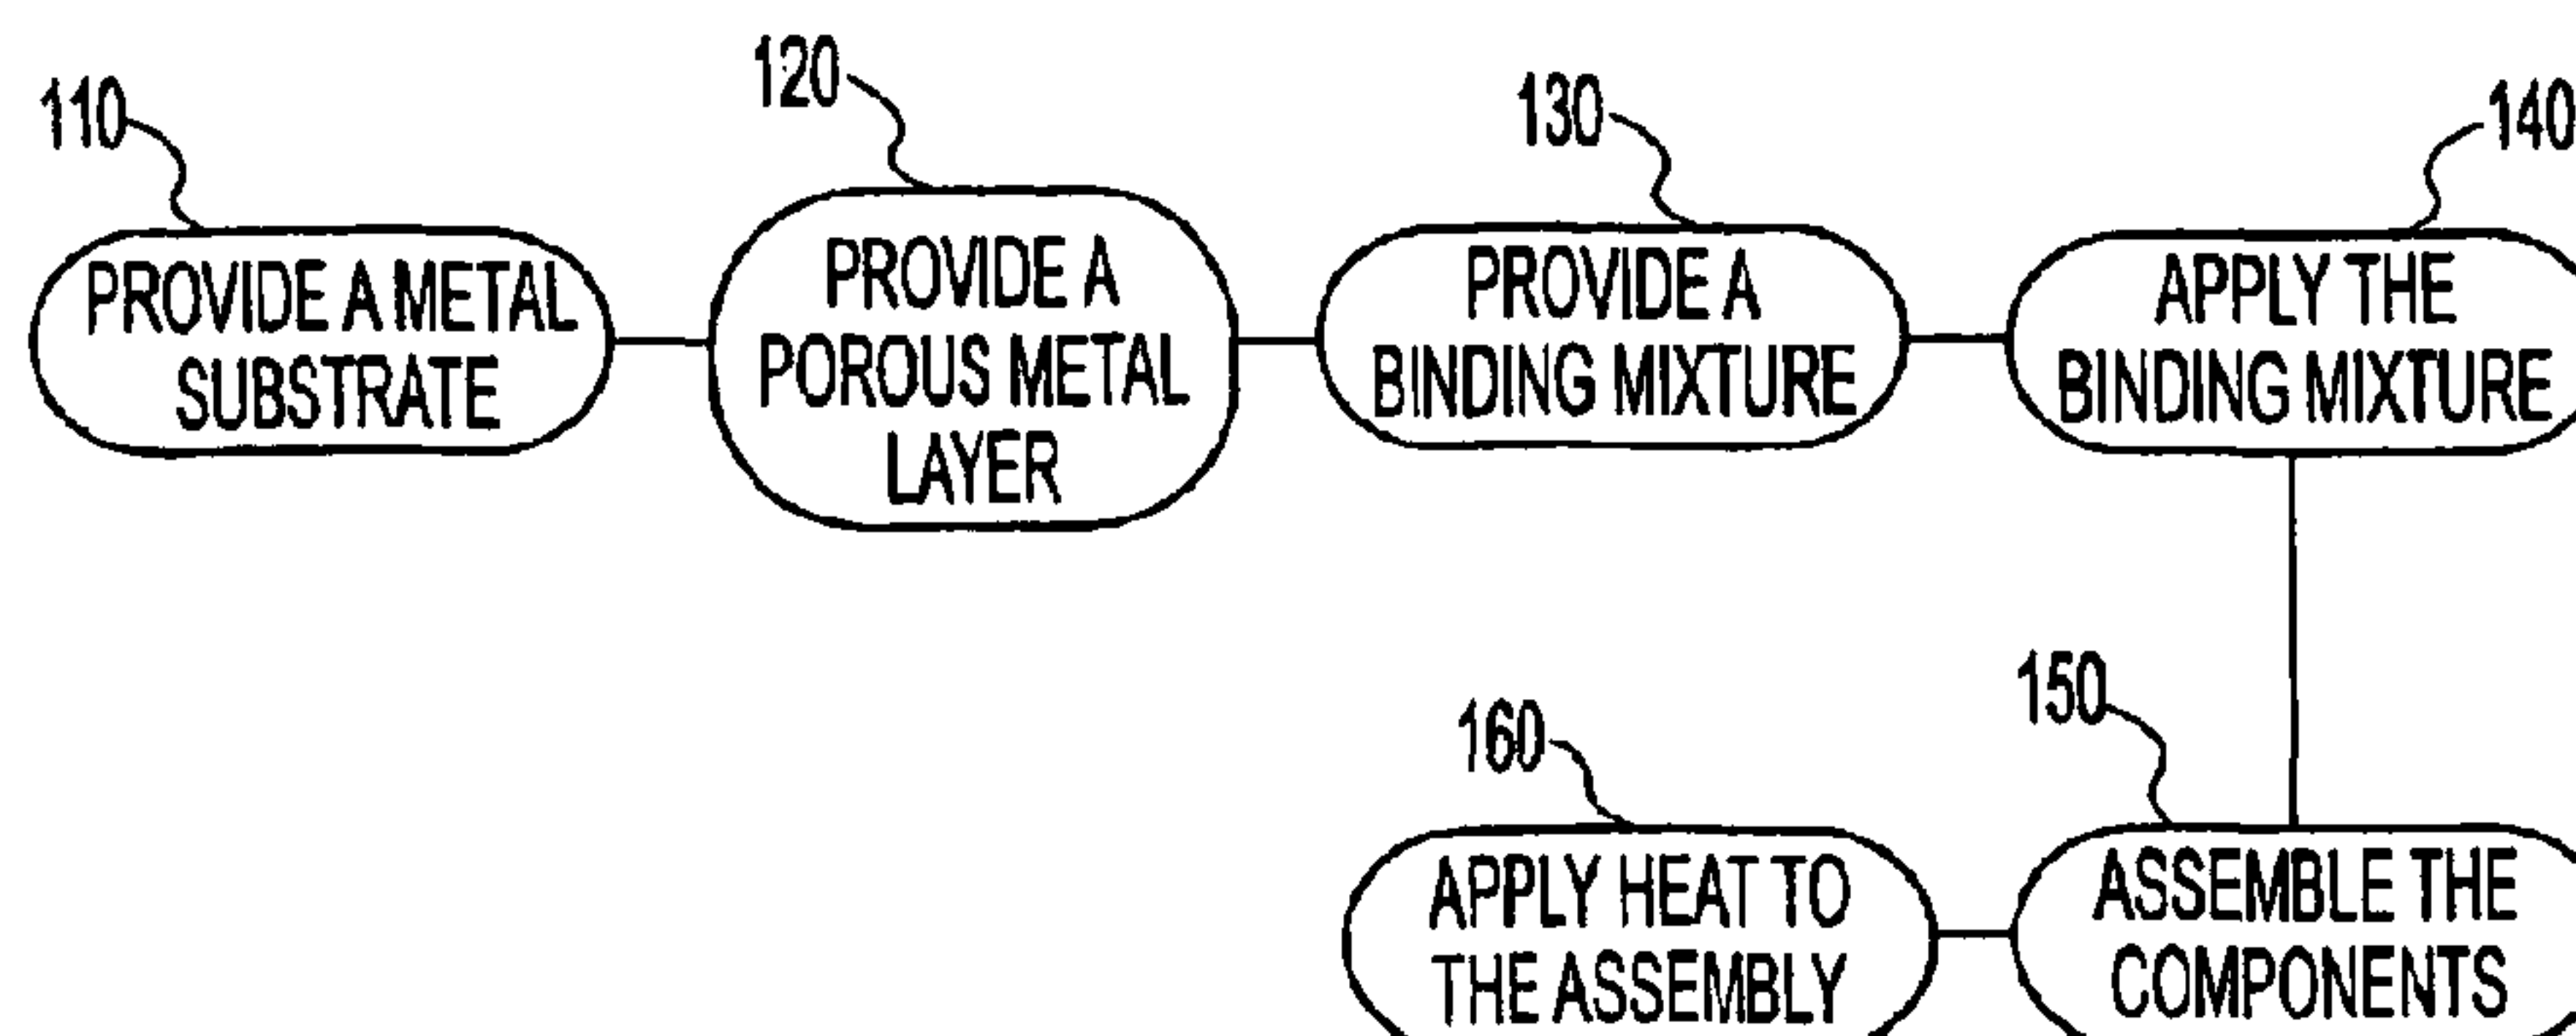 110
PROVIDE A METAL
SUBSTRATE
120
PROVIDE A
POROUS METAL
LAYER
130
PROVIDE A
BINDING MIXTURE
140
APPLY THE
BINDING MIXTURE
150
ASSEMBLE THE
COMPONENTS
160
APPLY HEAT TO
THE ASSEMBLY